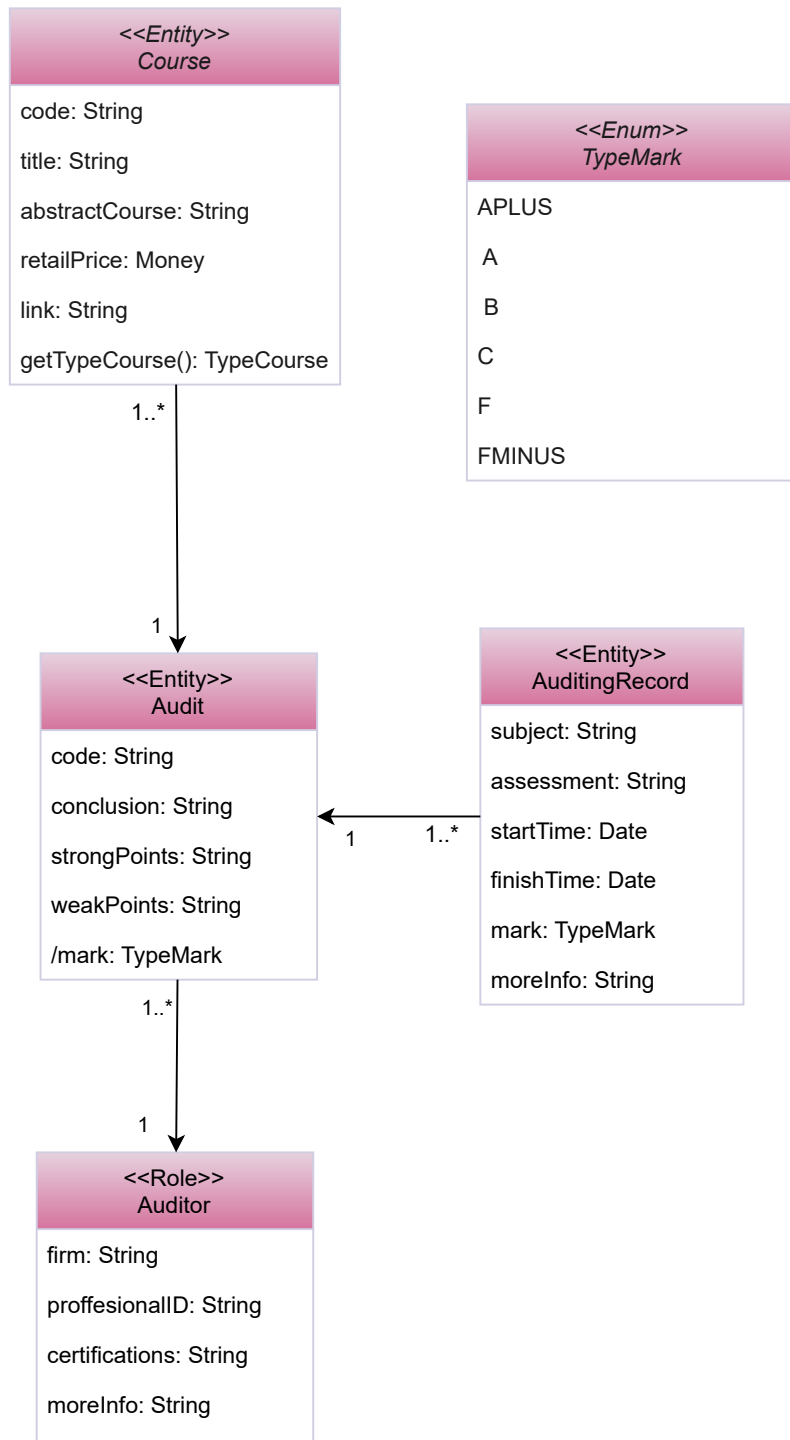 <<Entity>>
Course
code: String
title: String
abstractCourse: String
retailPrice: Money
link: String
getTypeCourse(): TypeCourse
1..*
1
<<Enum>>
TypeMark
APLUS
A
B
C
F
FMINUS
<<Entity>>
Audit
code: String
conclusion: String
strongPoints: String
weakPoints: String
/mark: TypeMark
1
1..*
<<Entity>>
AuditingRecord
subject: String
assessment: String
startTime: Date
finishTime: Date
mark: TypeMark
moreInfo: String
1..*
1
<<Role>>
Auditor
firm: String
proffesionalID: String
certifications: String
moreInfo: String